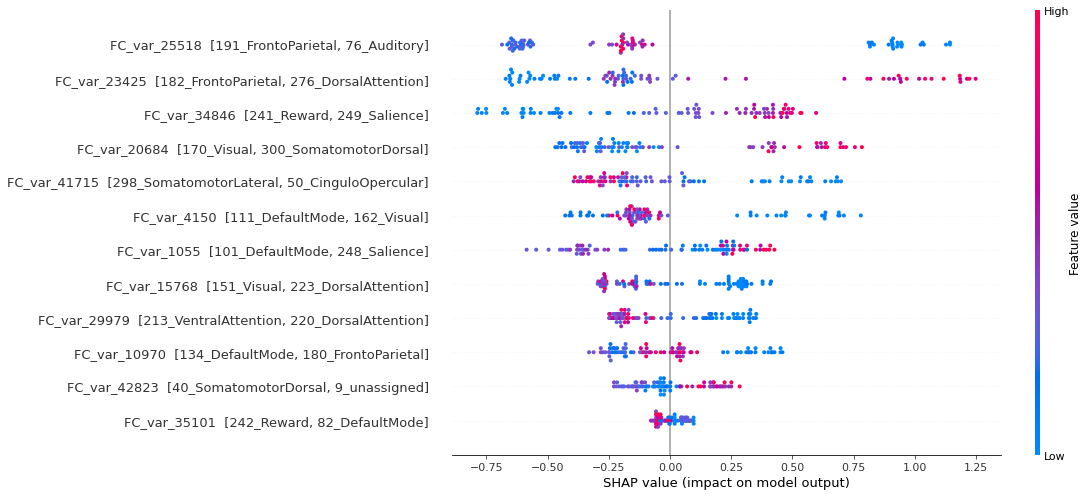 High
FC_var_25518 [191_FrontoParietal, 76_Auditory]
FC_var_23425 [182_FrontoParietal, 276_DorsalAttention]
FC_var_34846 [241_Reward, 249_Salience]
FC_var_20684 [170_Visual, 300_SomatomotorDorsal]
FC_var_41715 [298_SomatomotorLateral, 50_CinguloOpercular]
FC_var_4150 [111_DefaultMode, 162_Visual]
FC_var_1055 [101_DefaultMode, 248_Salience]
FC_var_15768 [151_Visual, 223_DorsalAttention]
FC_var_29979 [213_VentralAttention, 220_DorsalAttention]
FC_var_10970 [134_DefaultMode, 180_FrontoParietal]
FC_var_42823 [40_SomatomotorDorsal, 9_unassigned]
FC_var_35101 [242_Reward, 82_DefaultMode]
Feature value
Low
−0.75 −0.50 −0.25 0.00 0.25 0.50 0.75 1.00 1.25
SHAP value (impact on model output)